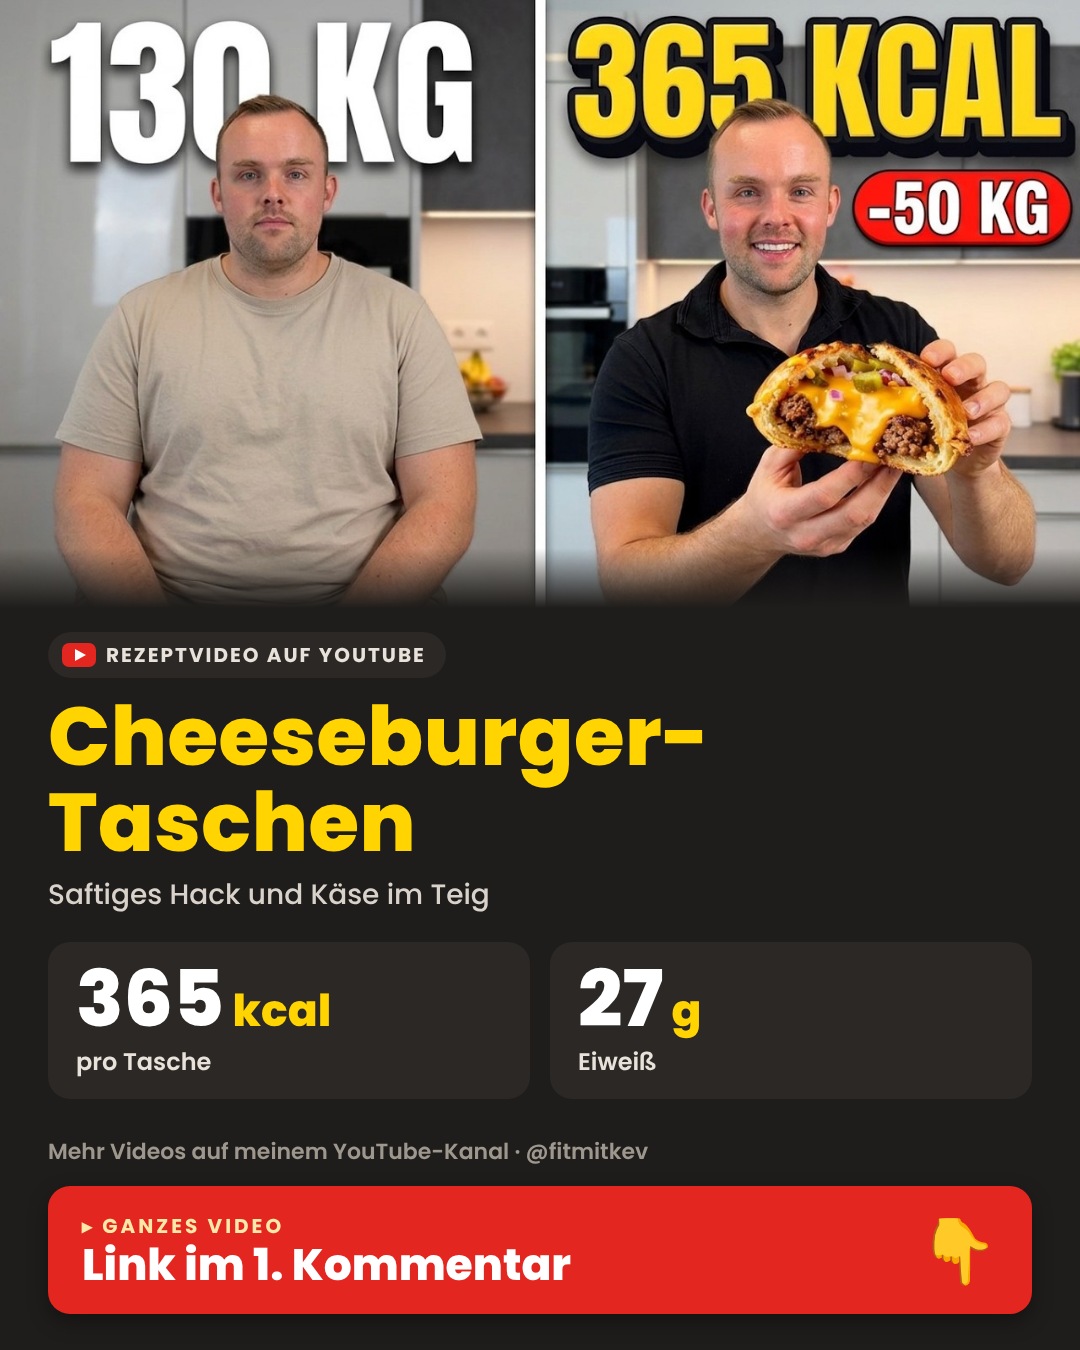 130 KG
365 KCAL
-50 KG
REZEPTVIDEO AUF YOUTUBE
Cheeseburger-
Taschen
Saftiges Hack und Käse im Teig
365 kcal
pro Tasche
27 g
Eiweiß
Mehr Videos auf meinem YouTube-Kanal · @fitmitkev
▸ GANZES VIDEO
Link im 1. Kommentar